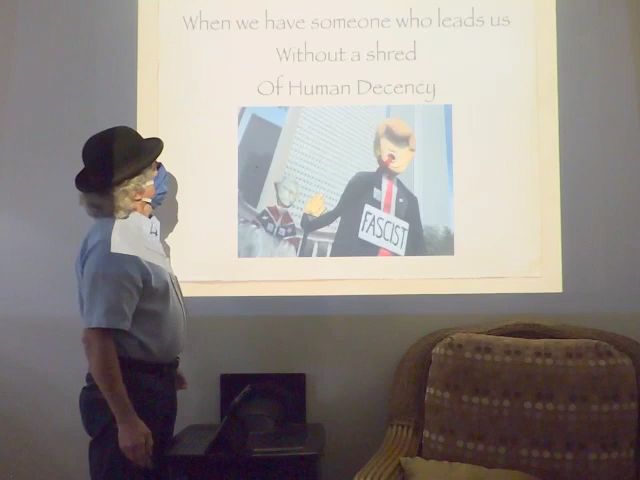 When we have someone who leads us
Without a shred
Of Human Decency
FASCIST